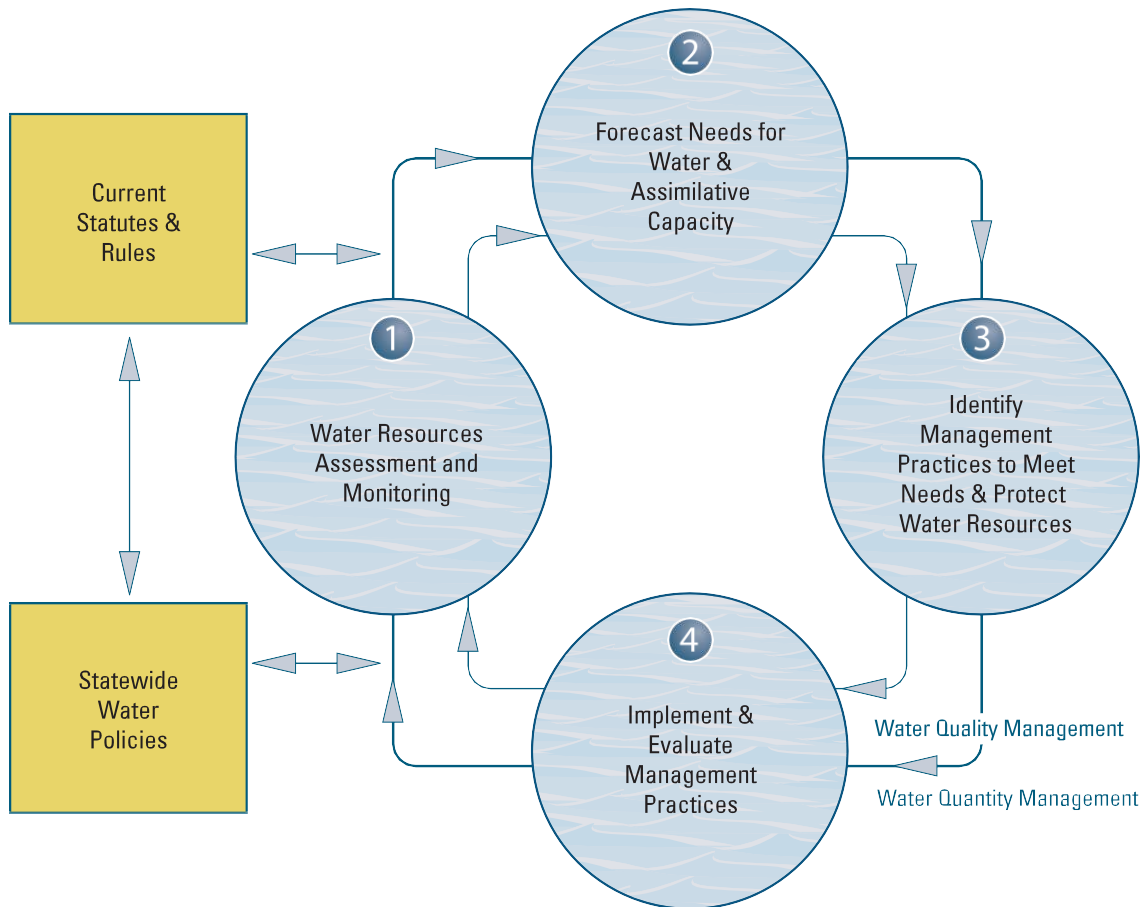 Current
Statutes &
Rules
Statewide
Water
Policies
1
Water Resources
Assessment and
Monitoring
2
Forecast Needs for
Water &
Assimilative
Capacity
3
Identify
Management
Practices to Meet
Needs & Protect
Water Resources
4
Implement &
Evaluate
Management
Practices
Water Quality Management
Water Quantity Management